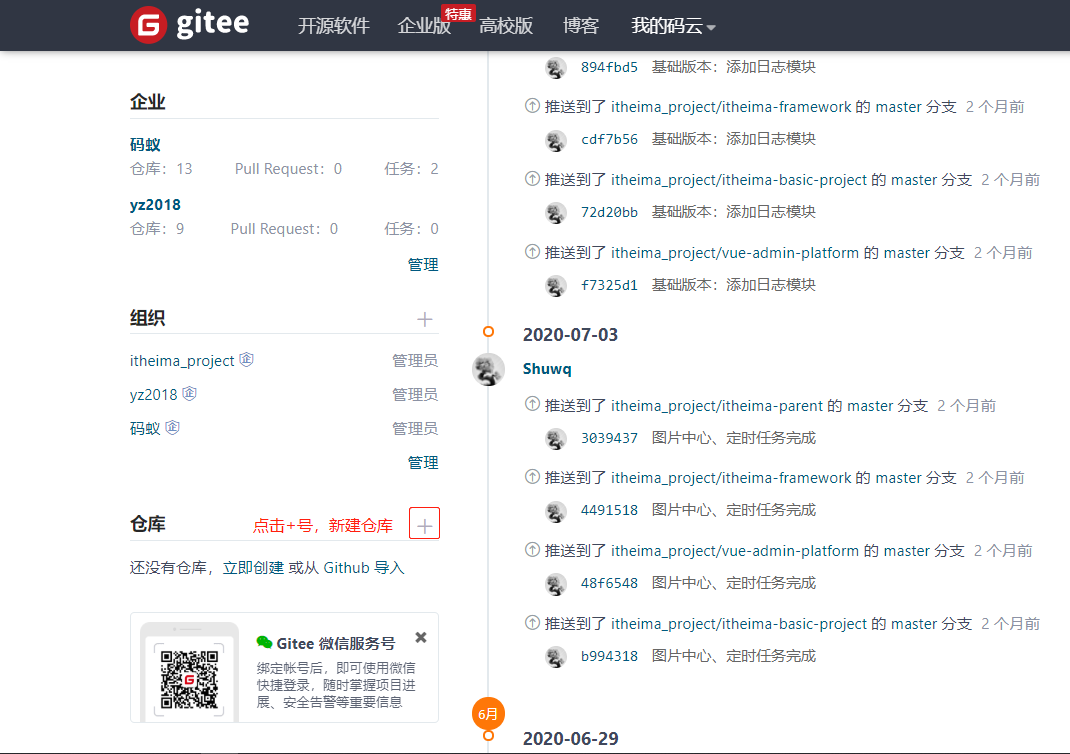 gitee 开源软件 企业版 特惠 高校版 博客 我的码云
企业
码蚁
仓库：13 Pull Request：0 任务：2
yz2018
仓库：9 Pull Request：0 任务：0
管理
组织
itheima_project 企 管理员
yz2018 企 管理员
码蚁 企 管理员
管理
仓库 点击+号，新建仓库
还没有仓库，立即创建 或从 Github 导入
Gitee 微信服务号
绑定帐号后，即可使用微信
快捷登录，随时掌握项目进
展、安全告警等重要信息
894fbd5 基础版本：添加日志模块
推送到了 itheima_project/itheima-framework 的 master 分支 2 个月前
cdf7b56 基础版本：添加日志模块
推送到了 itheima_project/itheima-basic-project 的 master 分支 2 个月前
72d20bb 基础版本：添加日志模块
推送到了 itheima_project/vue-admin-platform 的 master 分支 2 个月前
f7325d1 基础版本：添加日志模块
2020-07-03
Shuwq
推送到了 itheima_project/itheima-parent 的 master 分支 2 个月前
3039437 图片中心、定时任务完成
推送到了 itheima_project/itheima-framework 的 master 分支 2 个月前
4491518 图片中心、定时任务完成
推送到了 itheima_project/vue-admin-platform 的 master 分支 2 个月前
48f6548 图片中心、定时任务完成
推送到了 itheima_project/itheima-basic-project 的 master 分支 2 个月前
b994318 图片中心、定时任务完成
6月
2020-06-29